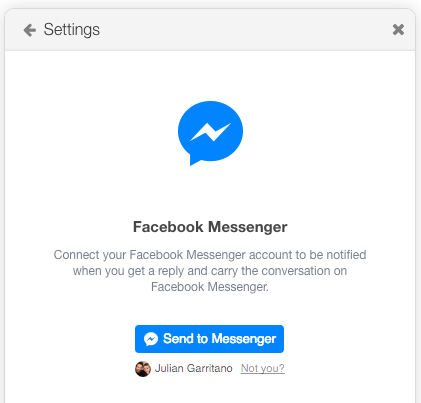 Settings
Facebook Messenger
Connect your Facebook Messenger account to be notified
when you get a reply and carry the conversation on
Facebook Messenger.
Send to Messenger
Julian Garritano Not you?